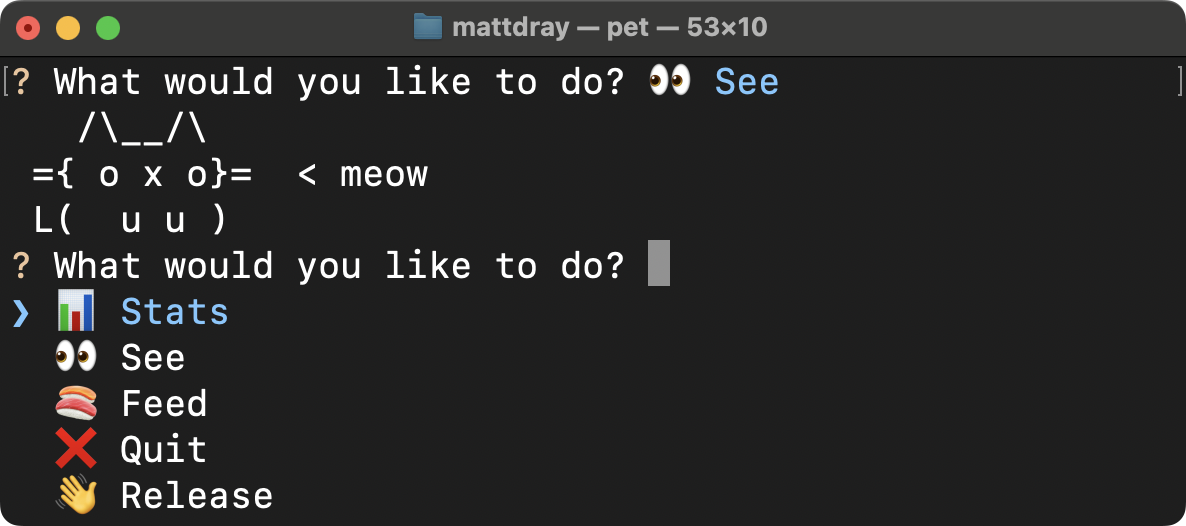 mattdray — pet — 53×10
[? What would you like to do? 👀 See ]
   /\__/\
 ={ o x o}=  < meow
 L(  u u )
? What would you like to do?
❯ 📊 Stats
  👀 See
  🍣 Feed
  ❌ Quit
  👋 Release